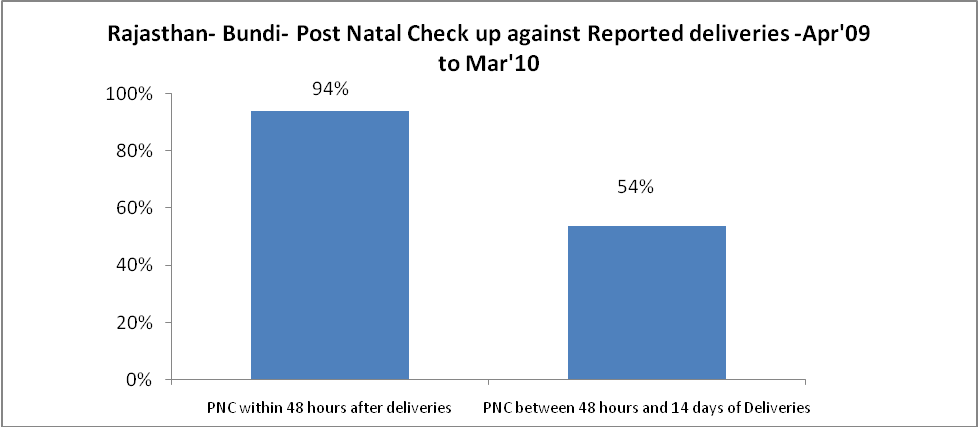 Rajasthan- Bundi- Post Natal Check up against Reported deliveries -Apr'09
to Mar'10
100%
80%
60%
40%
20%
0%
94%
54%
PNC within 48 hours after deliveries
PNC between 48 hours and 14 days of Deliveries